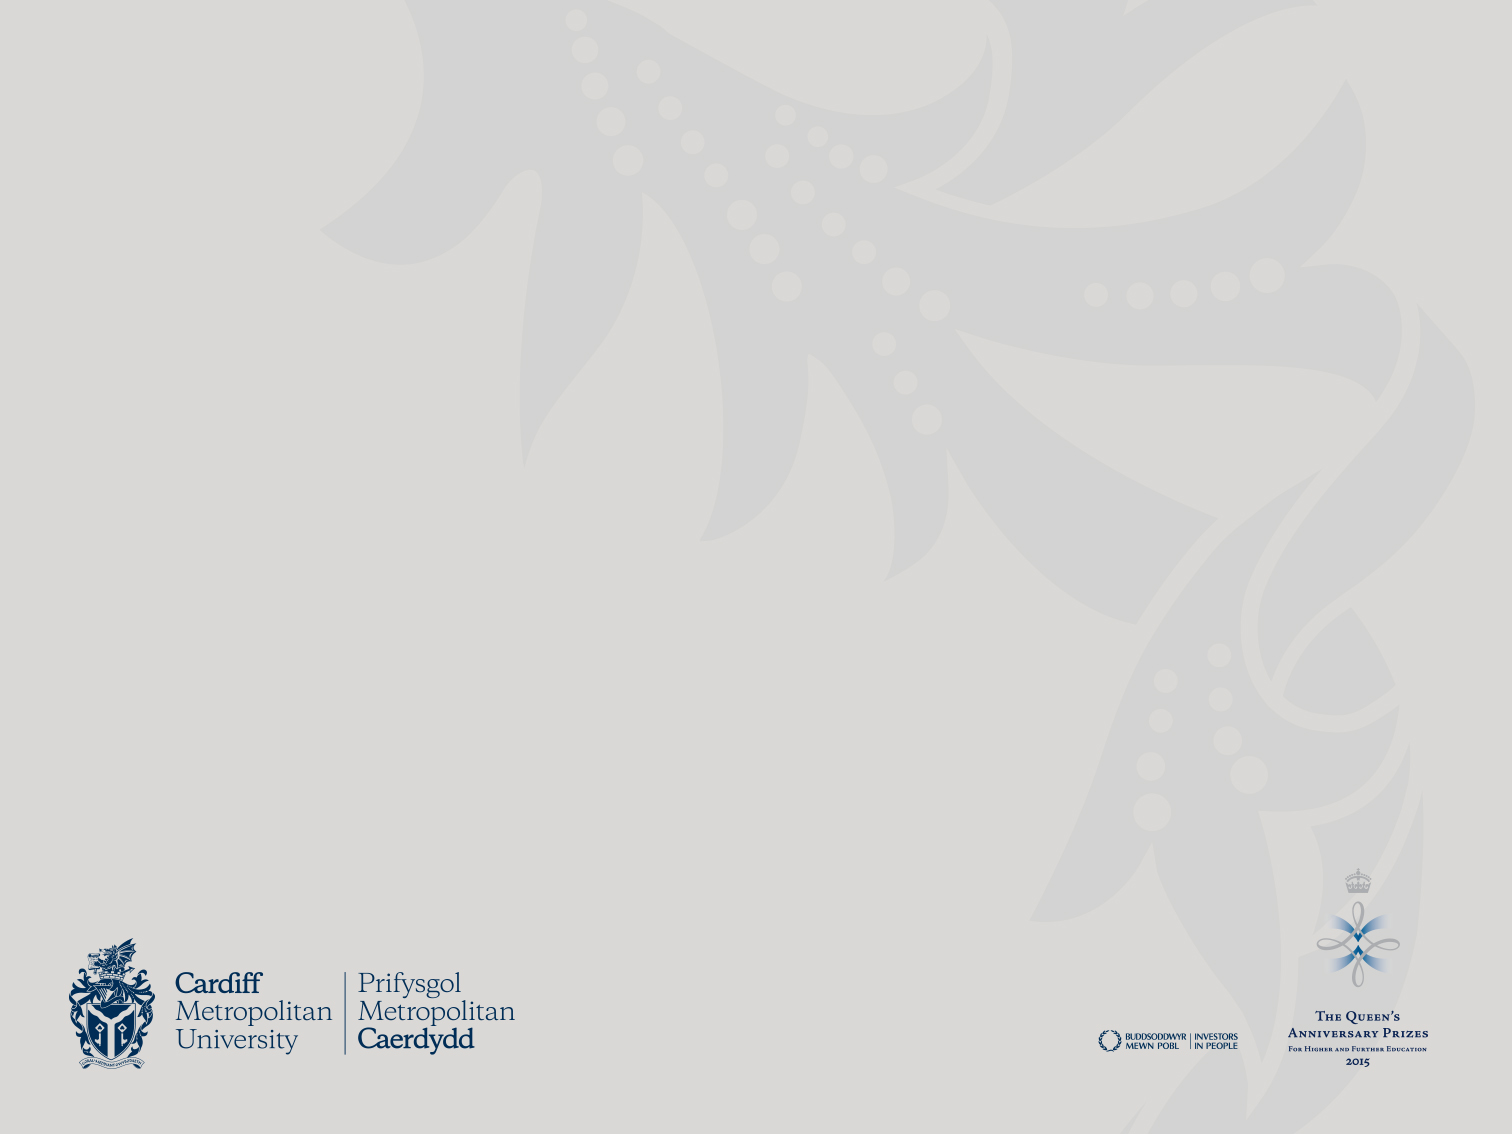 Cardiff
Metropolitan
University
Prifysgol
Metropolitan
Caerdydd
BUDDSODDWYR
MEWN POBL
INVESTORS
IN PEOPLE
THE QUEEN'S
ANNIVERSARY PRIZES
FOR HIGHER AND FURTHER EDUCATION
2015